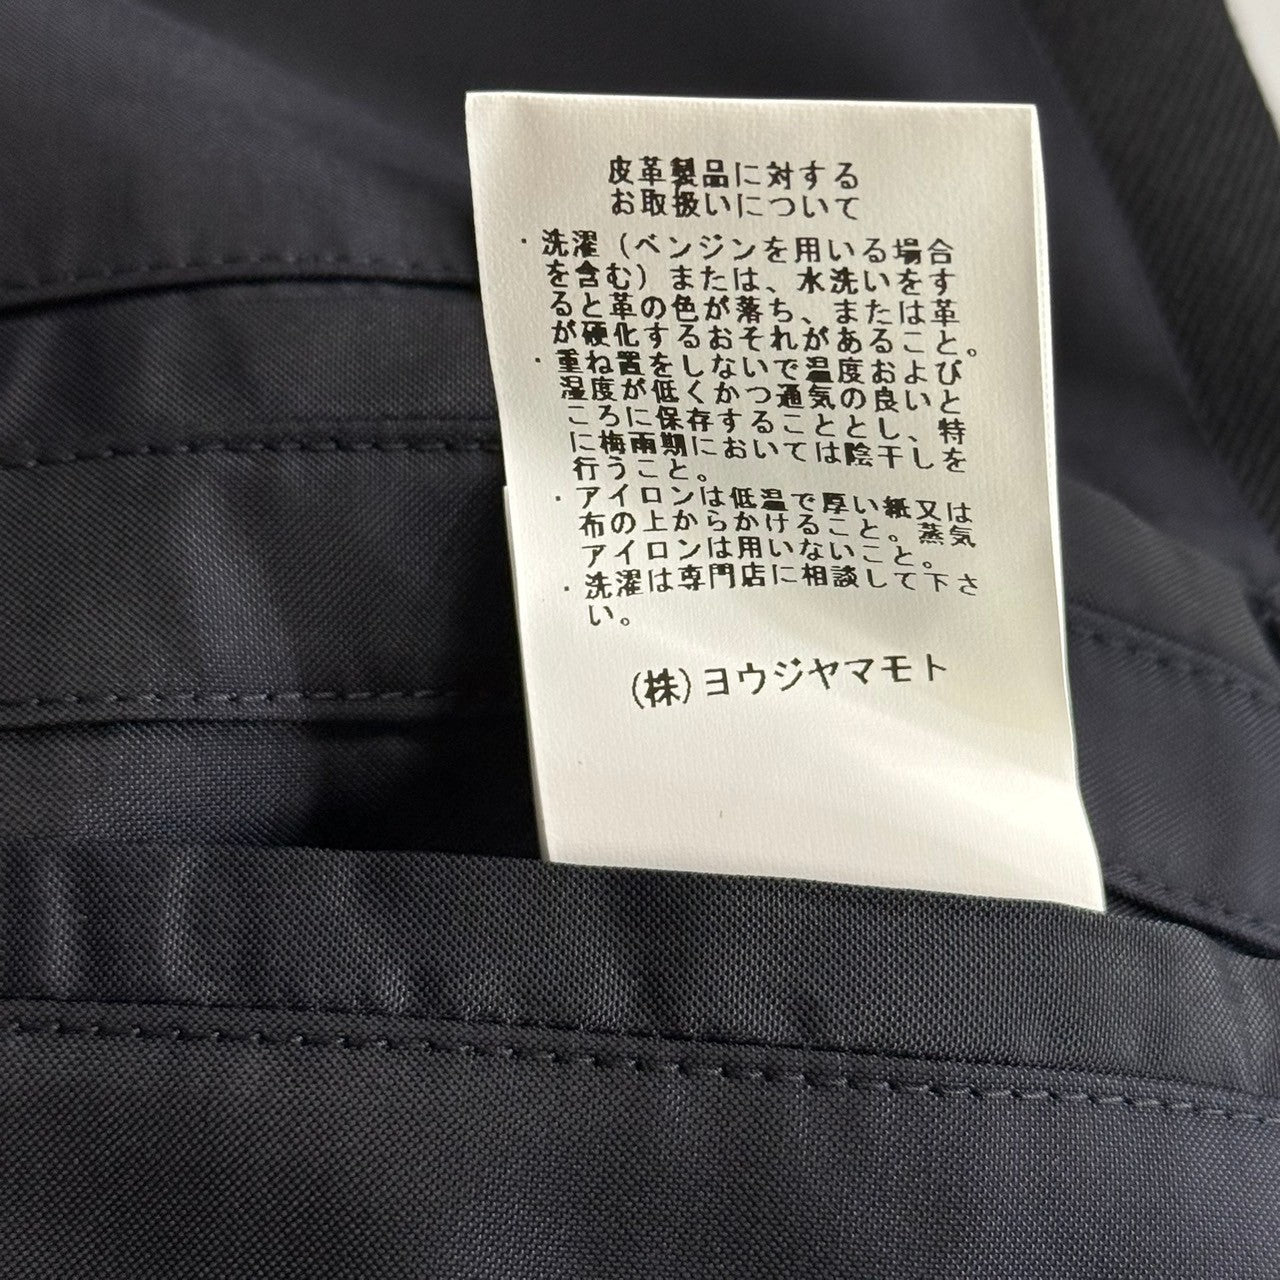 皮革製品に対する
お取扱いについて
・洗濯（ベンジンを用いる場合
を含む）または、水洗いをす
ると革の色が落ち、または革
が硬化するおそれがあること。
・重ね置をしないで温度および
湿度が低くかつ通気の良いと
ころに保存することとし、特
に梅雨期においては陰干しを
行うこと。
・アイロンは低温で厚い紙又は
布の上からかけること。蒸気
アイロンは用いないこと。
・洗濯は専門店に相談して下さ
い。
(株)ヨウジヤマモト